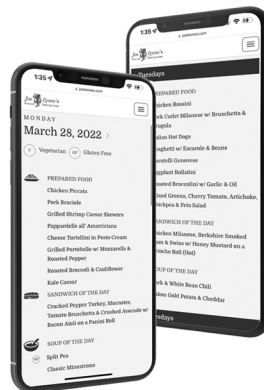 1:35
joeleones.com
Joe Leone's
MONDAY
March 28, 2022 >
V Vegetarian GF Gluten Free
PREPARED FOOD
Chicken Piccata
Pork Braciole
Grilled Shrimp Caesar Skewers
Pappardelle all' Amatriciana
Cheese Tortellini in Pesto Cream
Grilled Portobello w/ Mozzarella &
Roasted Pepper
Roasted Broccoli & Cauliflower
Kale Caesar
SANDWICH OF THE DAY
Cracked Pepper Turkey, Muenster,
Tomato Bruschetta & Crushed Avocado w/
Bacon Aioli on a Panini Roll
SOUP OF THE DAY
GF Split Pea
Classic Minestrone
1:35
joeleones.com
Leone's
Tuesdays
PREPARED FOOD
Chicken Rossini
Pork Cutlet Milanese w/ Bruschetta &
Arugula
Italian Hot Dogs
Spaghetti w/ Escarole & Beans
Cavatelli Genovese
Eggplant Rollatini
Roasted Broccolini w/ Garlic & Oil
Mixed Greens, Cherry Tomato, Artichoke,
Chickpea & Feta Salad
SANDWICH OF THE DAY
Chicken Milanese, Berkshire Smoked
Ham & Swiss w/ Honey Mustard on a
Brioche Roll (Hot)
SOUP OF THE DAY
Pork & White Bean Chili
Yukon Gold Potato & Cheddar